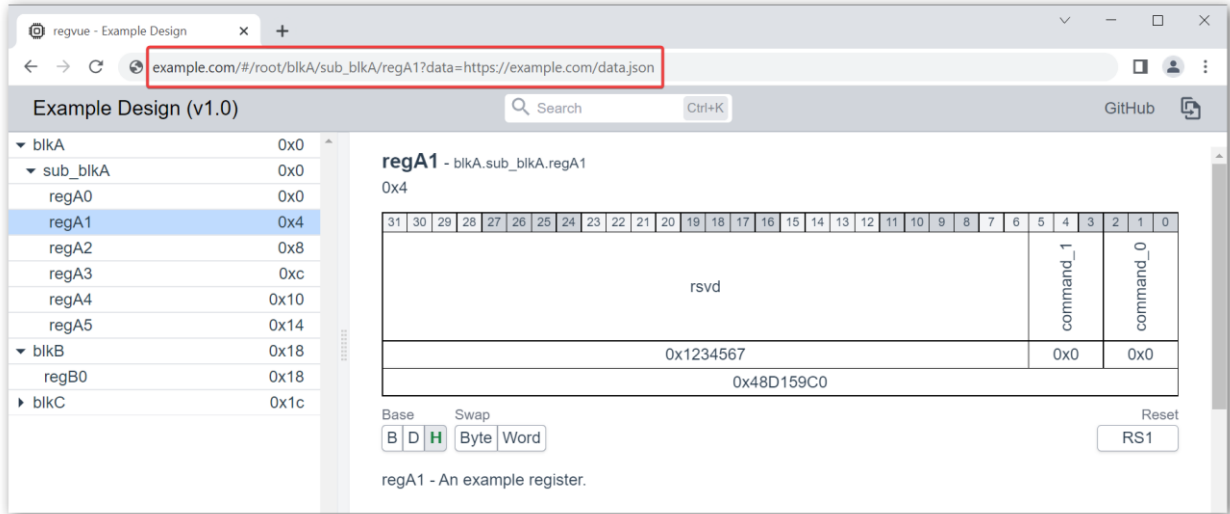 regvue - Example Design
example.com/#/root/blkA/sub_blkA/regA1?data=https://example.com/data.json
Example Design (v1.0) Search Ctrl+K GitHub
blkA 0x0
sub_blkA 0x0
regA0 0x0
regA1 0x4
regA2 0x8
regA3 0xc
regA4 0x10
regA5 0x14
blkB 0x18
regB0 0x18
blkC 0x1c
regA1 - blkA.sub_blkA.regA1
0x4
31 30 29 28 27 26 25 24 23 22 21 20 19 18 17 16 15 14 13 12 11 10 9 8 7 6 5 4 3 2 1 0
rsvd command_1 command_0
0x1234567 0x0 0x0
0x48D159C0
Base Swap Reset
B D H Byte Word RS1
regA1 - An example register.